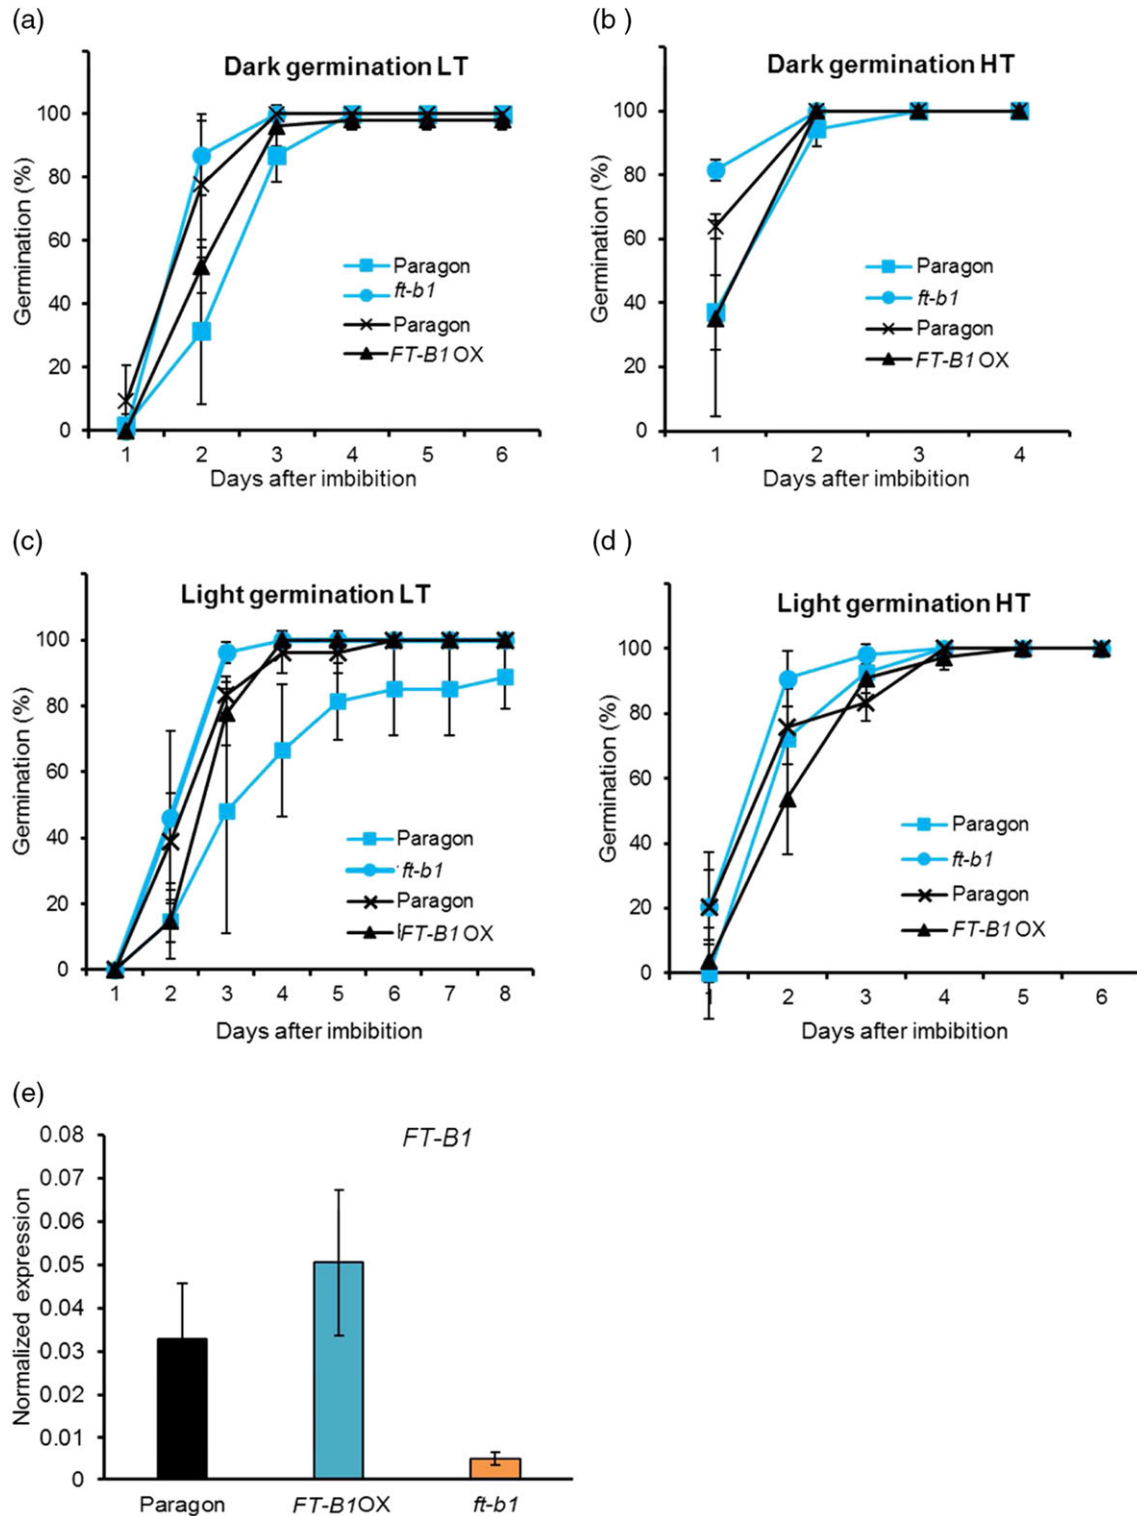 (a)
Dark germination LT
Germination (%)
100
80
60
40
20
0
Paragon
ft-b1
Paragon
FT-B1 OX
1 2 3 4 5 6
Days after imbibition
(b )
Dark germination HT
Germination (%)
100
80
60
40
20
0
Paragon
ft-b1
Paragon
FT-B1 OX
1 2 3 4
Days after imbibition
(c)
Light germination LT
Germination (%)
100
80
60
40
20
0
Paragon
ft-b1
Paragon
FT-B1 OX
1 2 3 4 5 6 7 8
Days after imbibition
(d )
Light germination HT
Germination (%)
100
80
60
40
20
0
Paragon
ft-b1
Paragon
FT-B1 OX
1 2 3 4 5 6
Days after imbibition
(e)
FT-B1
Normalized expression
0.08
0.07
0.06
0.05
0.04
0.03
0.02
0.01
0
Paragon FT-B1OX ft-b1